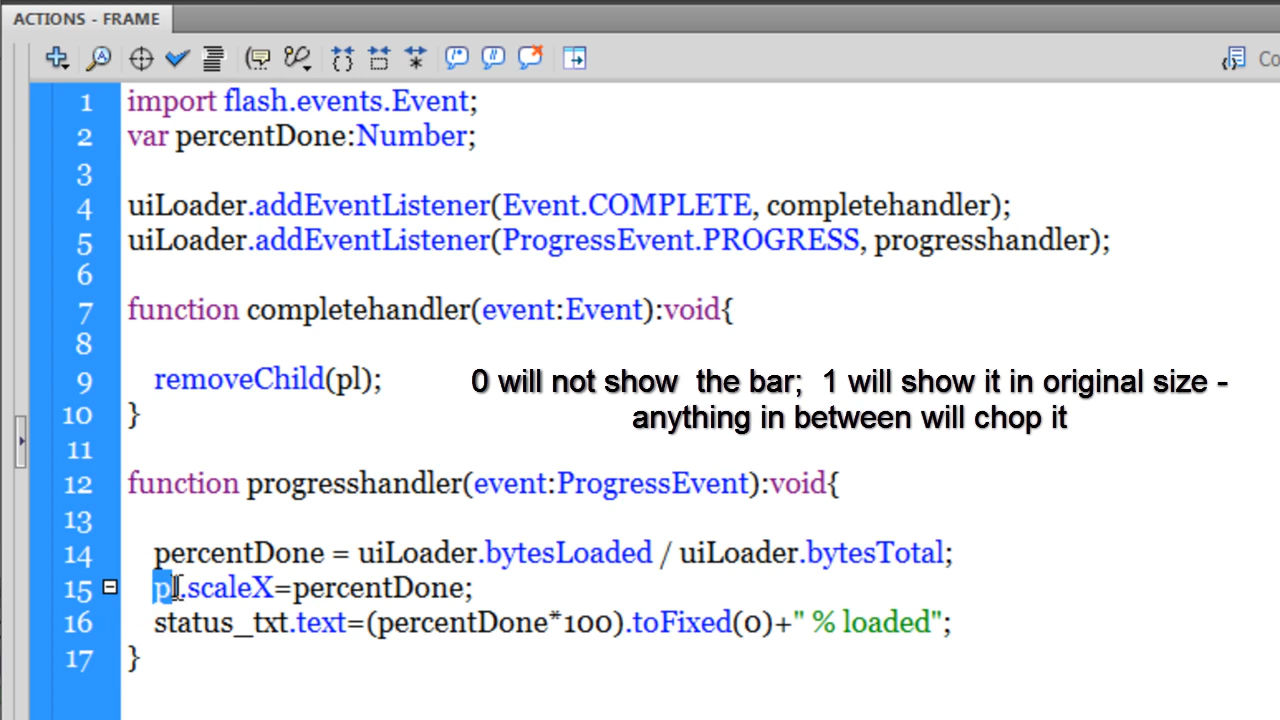 ACTIONS - FRAME
Co
1 import flash.events.Event;
2 var percentDone:Number;
3
4 uiLoader.addEventListener(Event.COMPLETE, completehandler);
5 uiLoader.addEventListener(ProgressEvent.PROGRESS, progresshandler);
6
7 function completehandler(event:Event):void{
8
9 removeChild(pl);
0 will not show the bar; 1 will show it in original size -
anything in between will chop it
10 }
11
12 function progresshandler(event:ProgressEvent):void{
13
14 percentDone = uiLoader.bytesLoaded / uiLoader.bytesTotal;
15 pl.scaleX=percentDone;
16 status_txt.text=(percentDone*100).toFixed(0)+" % loaded";
17 }